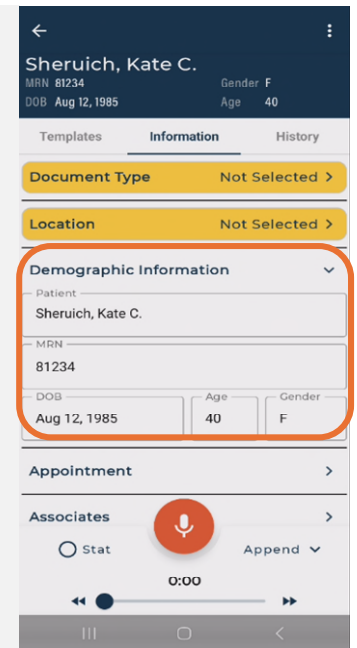 Sheruich, Kate C.
MRN 81234 Gender F
DOB Aug 12, 1985 Age 40
Templates Information History
Document Type Not Selected >
Location Not Selected >
Demographic Information
Patient
Sheruich, Kate C.
MRN
81234
DOB Age Gender
Aug 12, 1985 40 F
Appointment >
Associates >
Stat Append
0:00